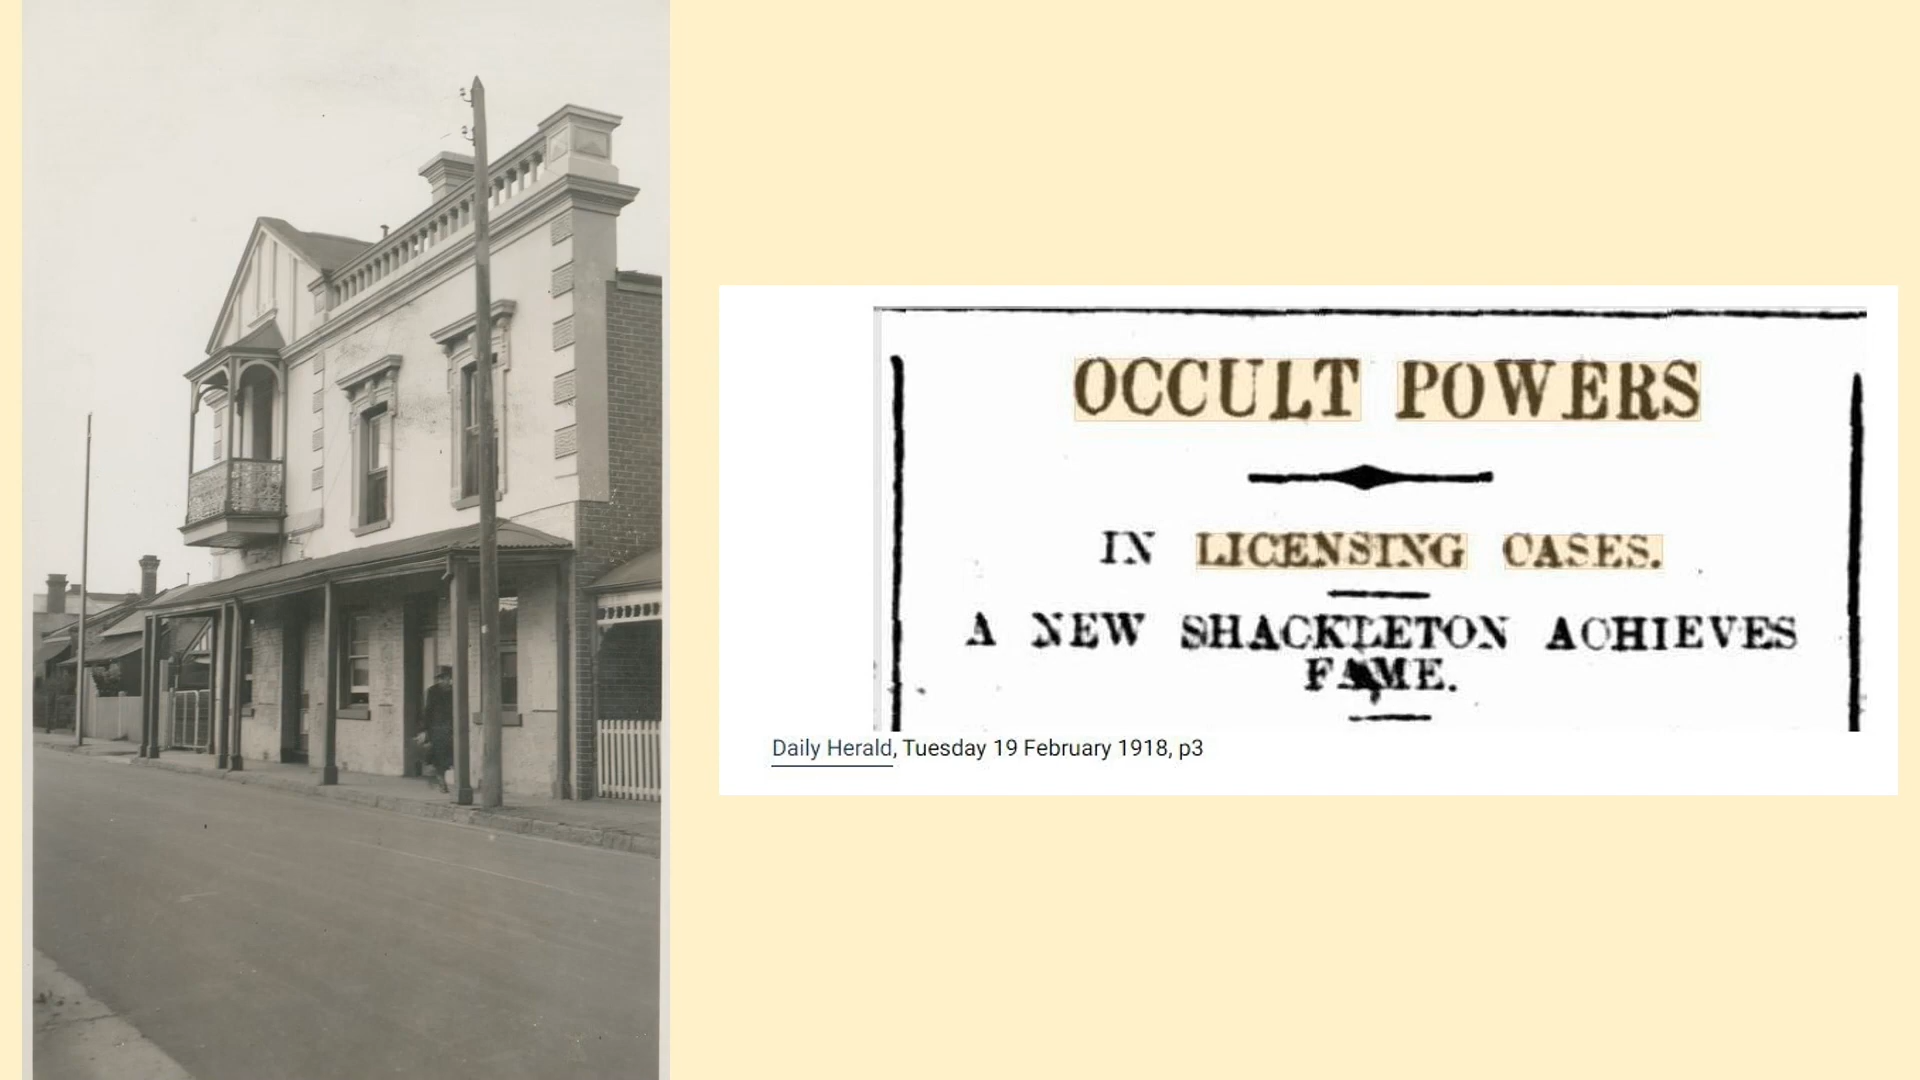 OCCULT POWERS
IN LICENSING CASES.
A NEW SHACKLETON ACHIEVES
FAME.
Daily Herald, Tuesday 19 February 1918, p3